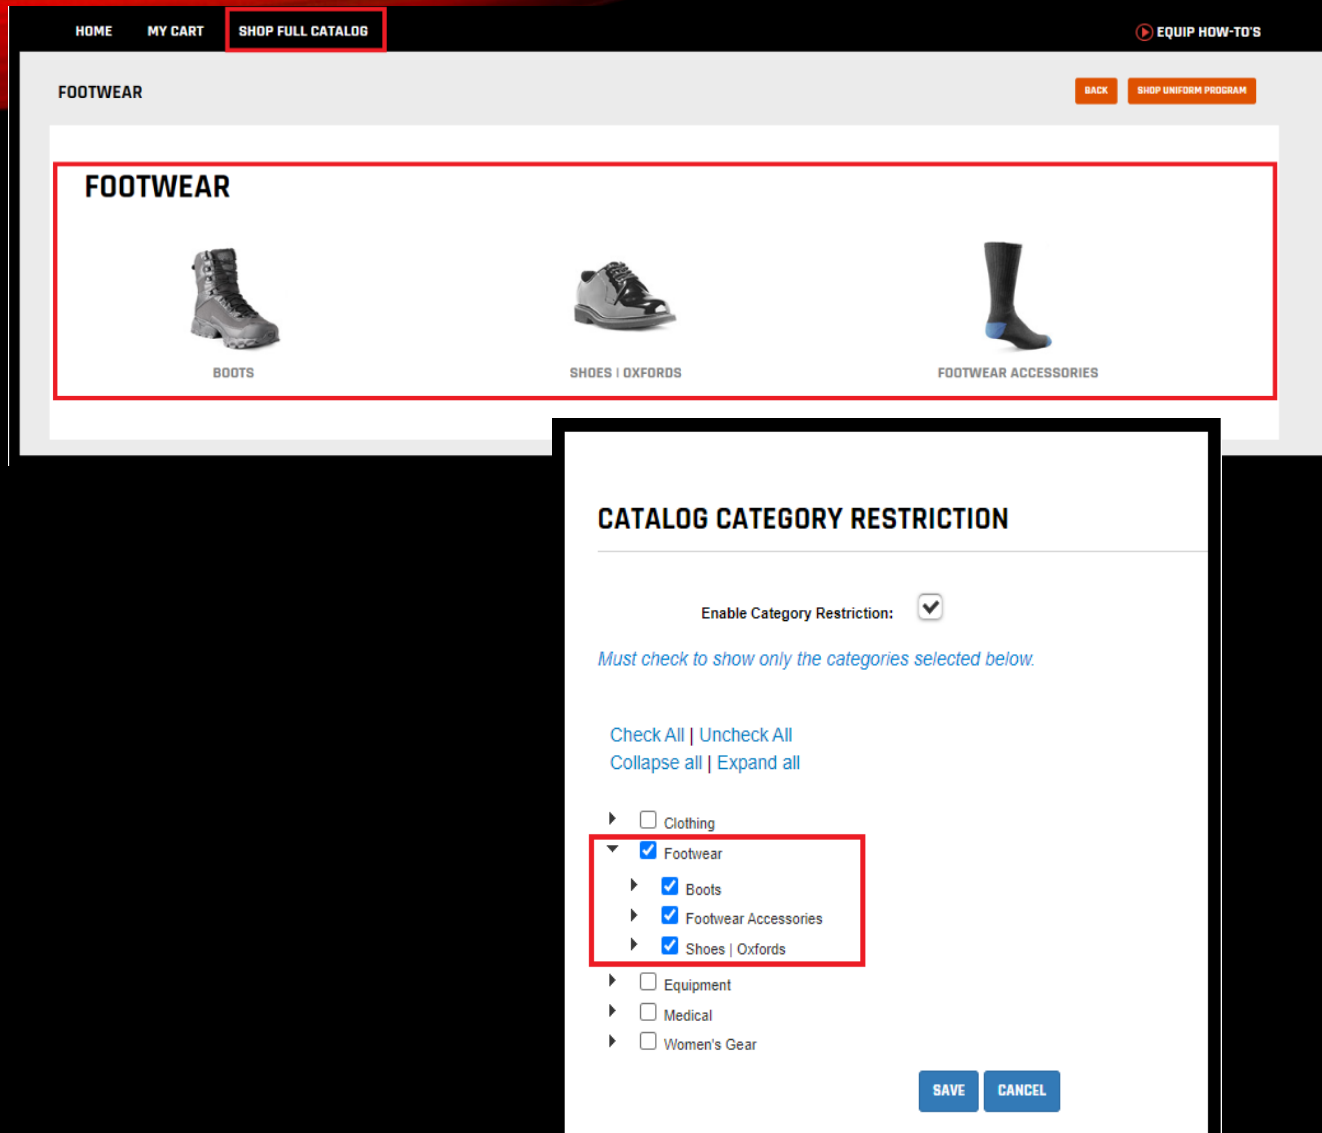 HOME MY CART SHOP FULL CATALOG EQUIP HOW-TO'S
FOOTWEAR BACK SHOP UNIFORM PROGRAM
FOOTWEAR
BOOTS SHOES | OXFORDS FOOTWEAR ACCESSORIES
CATALOG CATEGORY RESTRICTION
Enable Category Restriction:
Must check to show only the categories selected below.
Check All | Uncheck All
Collapse all | Expand all
Clothing
Footwear
Boots
Footwear Accessories
Shoes | Oxfords
Equipment
Medical
Women's Gear
SAVE CANCEL